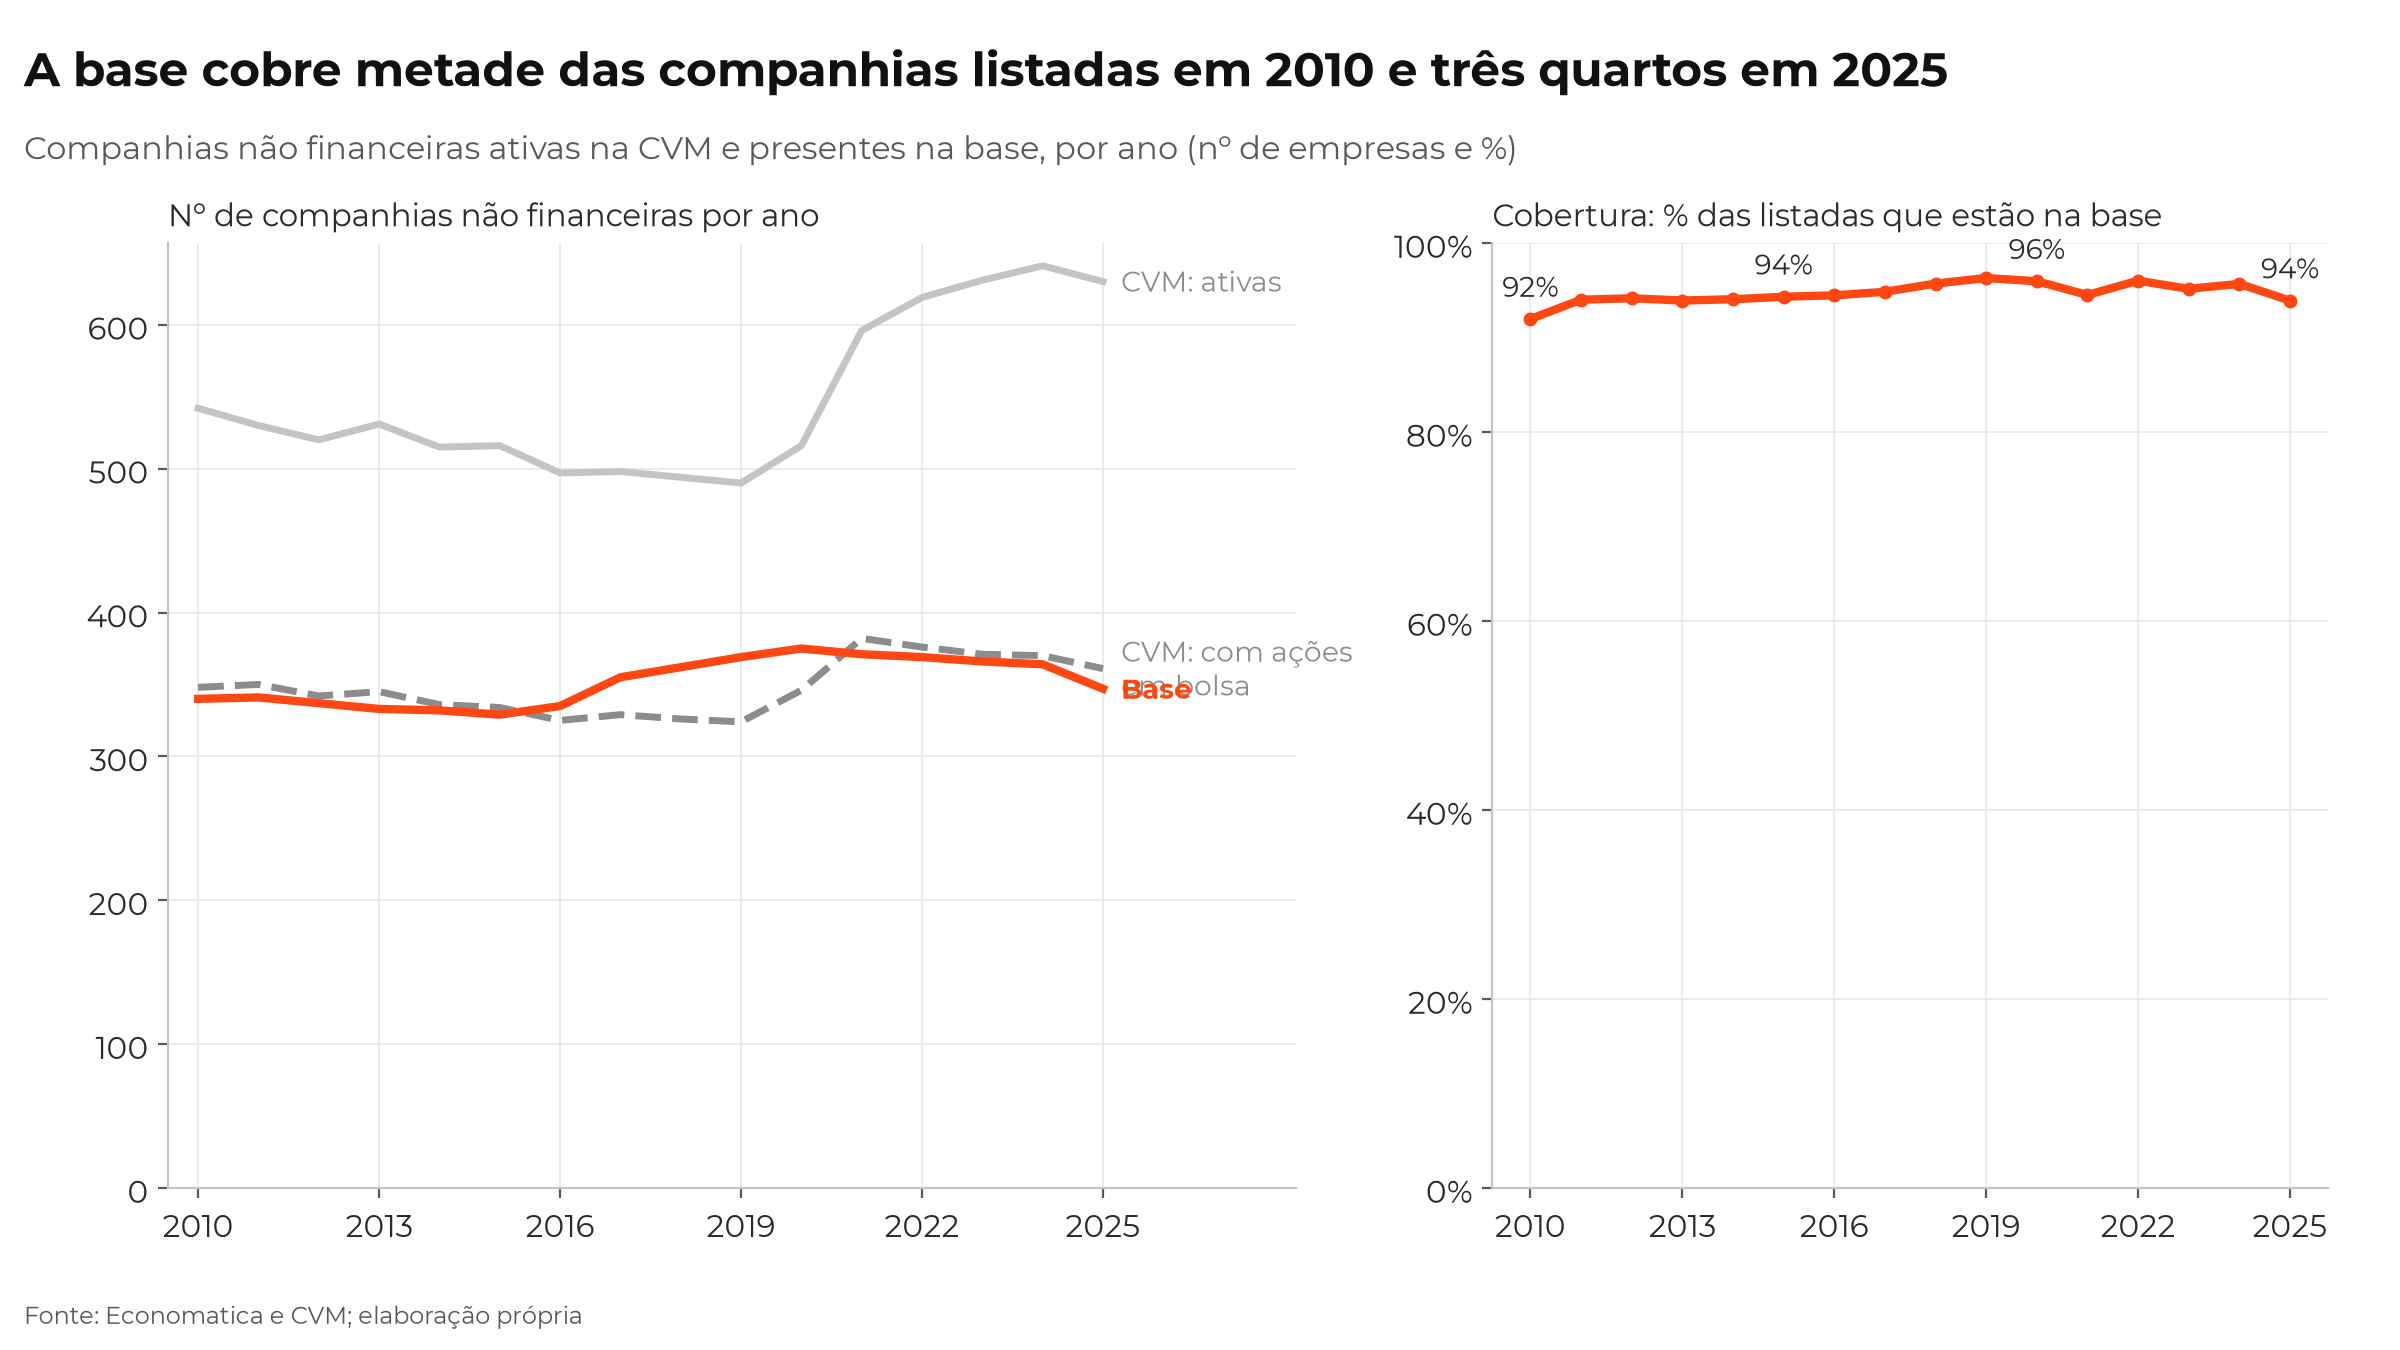 A base cobre metade das companhias listadas em 2010 e três quartos em 2025
Companhias não financeiras ativas na CVM e presentes na base, por ano (nº de empresas e %)
Nº de companhias não financeiras por ano
600
500
400
300
200
100
0
2010 2013 2016 2019 2022 2025
CVM: ativas
CVM: com ações
em bolsa
Base
Cobertura: % das listadas que estão na base
100%
80%
60%
40%
20%
0%
92% 94% 96% 94%
2010 2013 2016 2019 2022 2025
Fonte: Economatica e CVM; elaboração própria